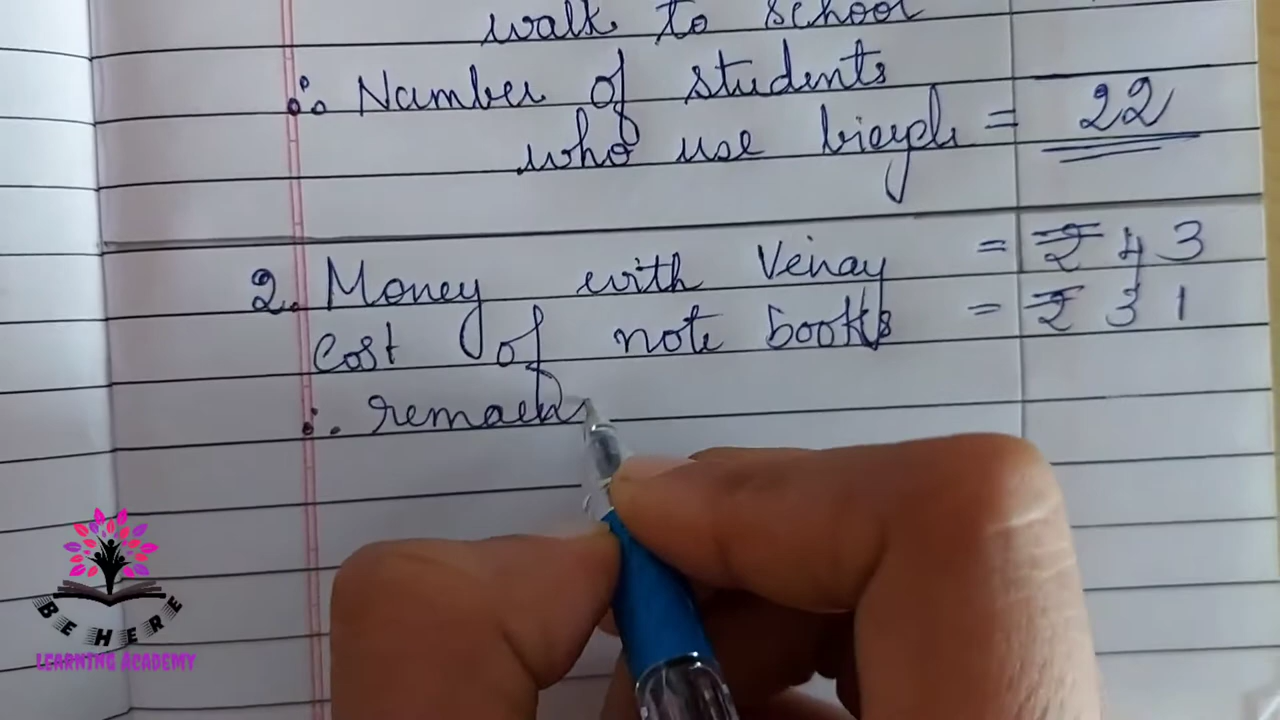 walk to school
∴ Number of students
who use bicycle = 22
2. Money with Venay = ₹ 43
Cost of note books = ₹ 31
∴ remain
BE HERE
LEARNING ACADEMY